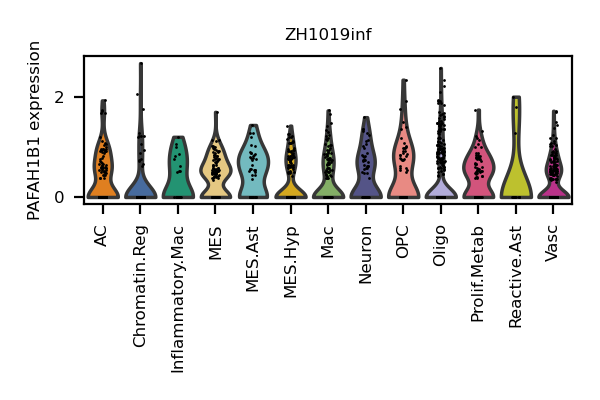 ZH1019inf
PAFAH1B1 expression
2
0
AC
Chromatin.Reg
Inflammatory.Mac
MES
MES.Ast
MES.Hyp
Mac
Neuron
OPC
Oligo
Prolif.Metab
Reactive.Ast
Vasc